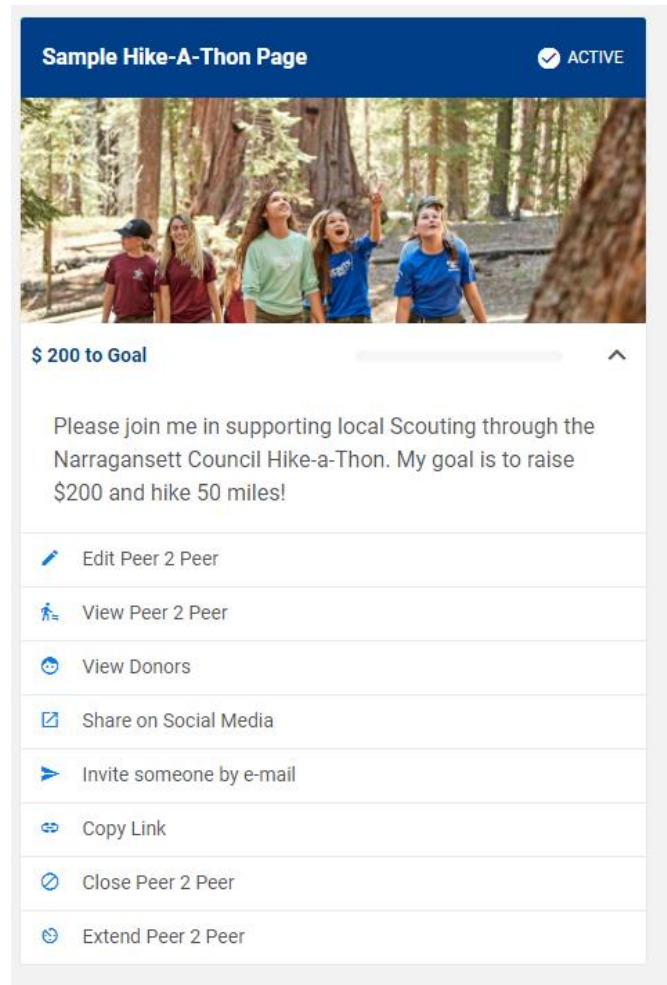 Sample Hike-A-Thon Page
ACTIVE
$ 200 to Goal
Please join me in supporting local Scouting through the
Narragansett Council Hike-a-Thon. My goal is to raise
$200 and hike 50 miles!
Edit Peer 2 Peer
View Peer 2 Peer
View Donors
Share on Social Media
Invite someone by e-mail
Copy Link
Close Peer 2 Peer
Extend Peer 2 Peer